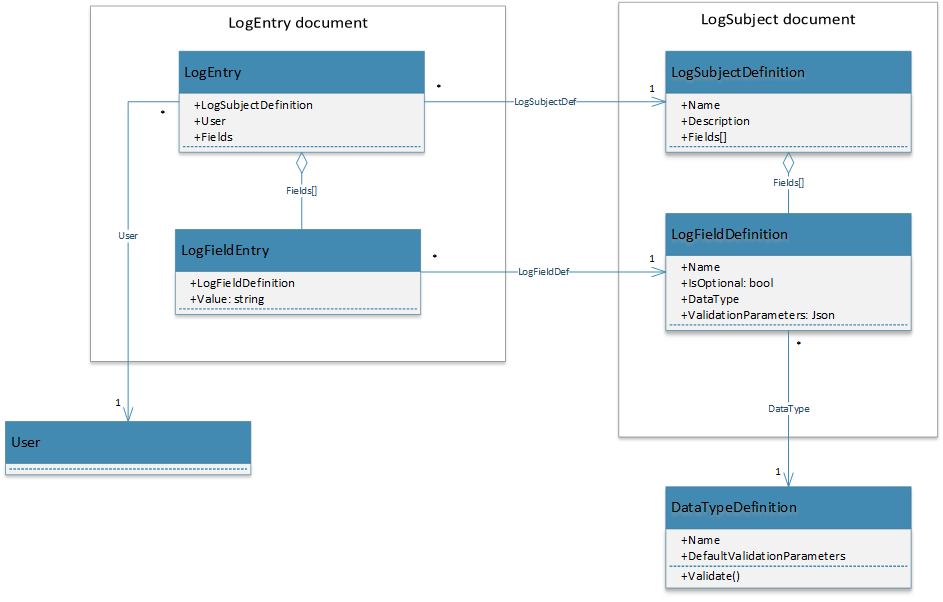 LogEntry document
LogEntry
+LogSubjectDefinition
+User
+Fields
*
*
Fields[]
User
LogFieldEntry
+LogFieldDefinition
+Value: string
*
1
User
LogSubjectDef
1
LogFieldDef
1
LogSubject document
LogSubjectDefinition
+Name
+Description
+Fields[]
Fields[]
LogFieldDefinition
+Name
+IsOptional: bool
+DataType
+ValidationParameters: Json
*
DataType
1
DataTypeDefinition
+Name
+DefaultValidationParameters
+Validate()